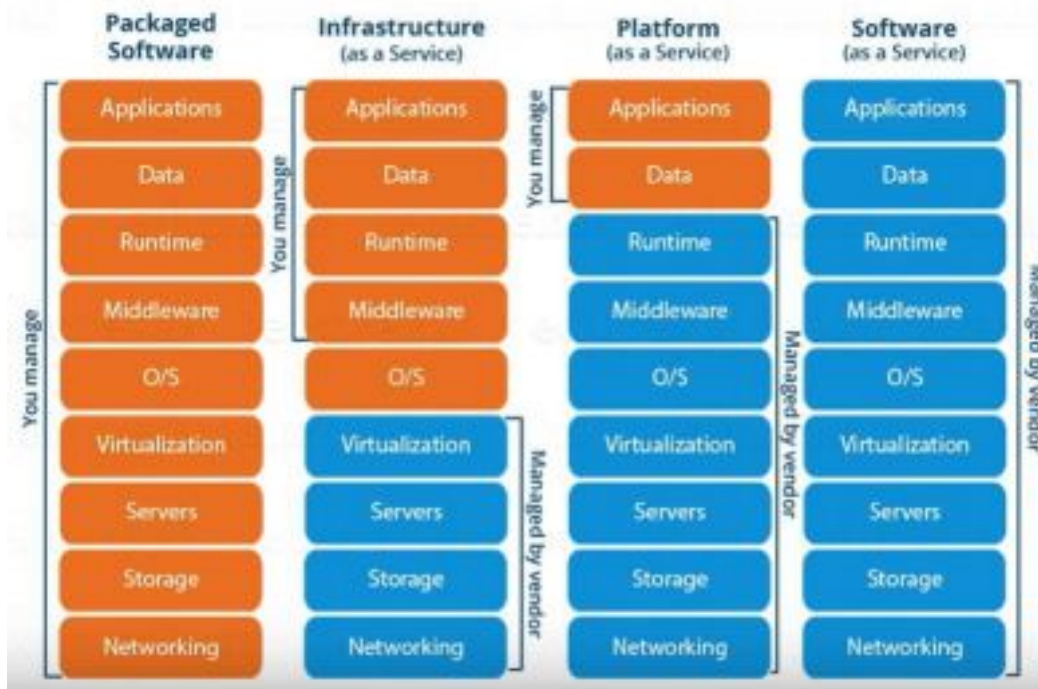 Packaged
Software
Infrastructure
(as a Service)
Platform
(as a Service)
Software
(as a Service)
You manage
Applications
Data
Runtime
Middleware
O/S
Virtualization
Servers
Storage
Networking
You manage
Applications
Data
Runtime
Middleware
O/S
Virtualization
Servers
Storage
Networking
Managed by vendor
You manage
Applications
Data
Runtime
Middleware
O/S
Virtualization
Servers
Storage
Networking
Managed by vendor
Applications
Data
Runtime
Middleware
O/S
Virtualization
Servers
Storage
Networking
Managed by vendor